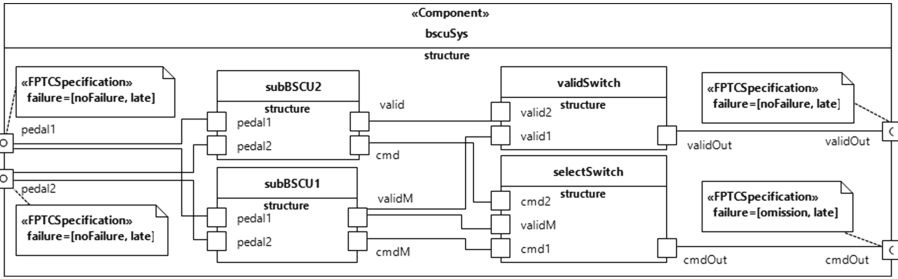 «Component»
bscuSys
structure
«FPTCSpecification»
failure=[noFailure, late]
pedal1
pedal2
«FPTCSpecification»
failure=[noFailure, late]
subBSCU2
structure
pedal1
pedal2
valid
cmd
subBSCU1
structure
pedal1
pedal2
validM
cmdM
validSwitch
structure
valid2
valid1
validOut
selectSwitch
structure
cmd2
validM
cmd1
cmdOut
«FPTCSpecification»
failure=[noFailure, late]
validOut
«FPTCSpecification»
failure=[omission, late]
cmdOut